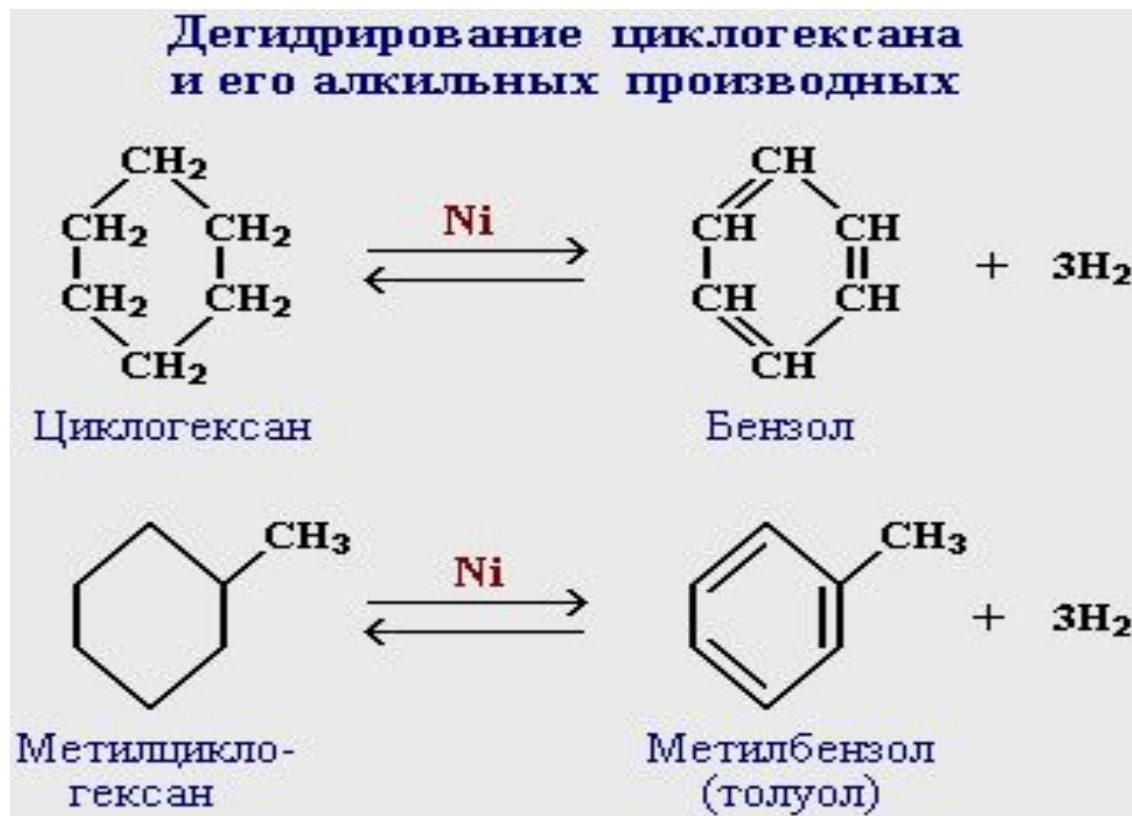 Дегидрирование циклогексана
и его алкильных производных
CH₂
CH₂ CH₂
CH₂ CH₂
CH₂
Ni
CH
CH CH
CH CH
CH
+ 3H₂
Циклогексан
Бензол
CH₃
Ni
CH₃
+ 3H₂
Метилцикло-
гексан
Метилбензол
(толуол)